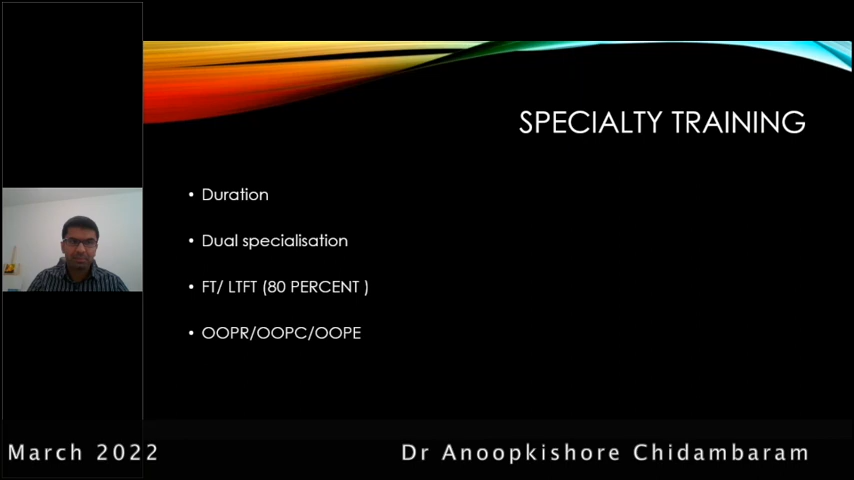 SPECIALTY TRAINING
• Duration
• Dual specialisation
• FT/ LTFT (80 PERCENT )
• OOPR/OOPC/OOPE
March 2022
Dr Anoopkishore Chidambaram